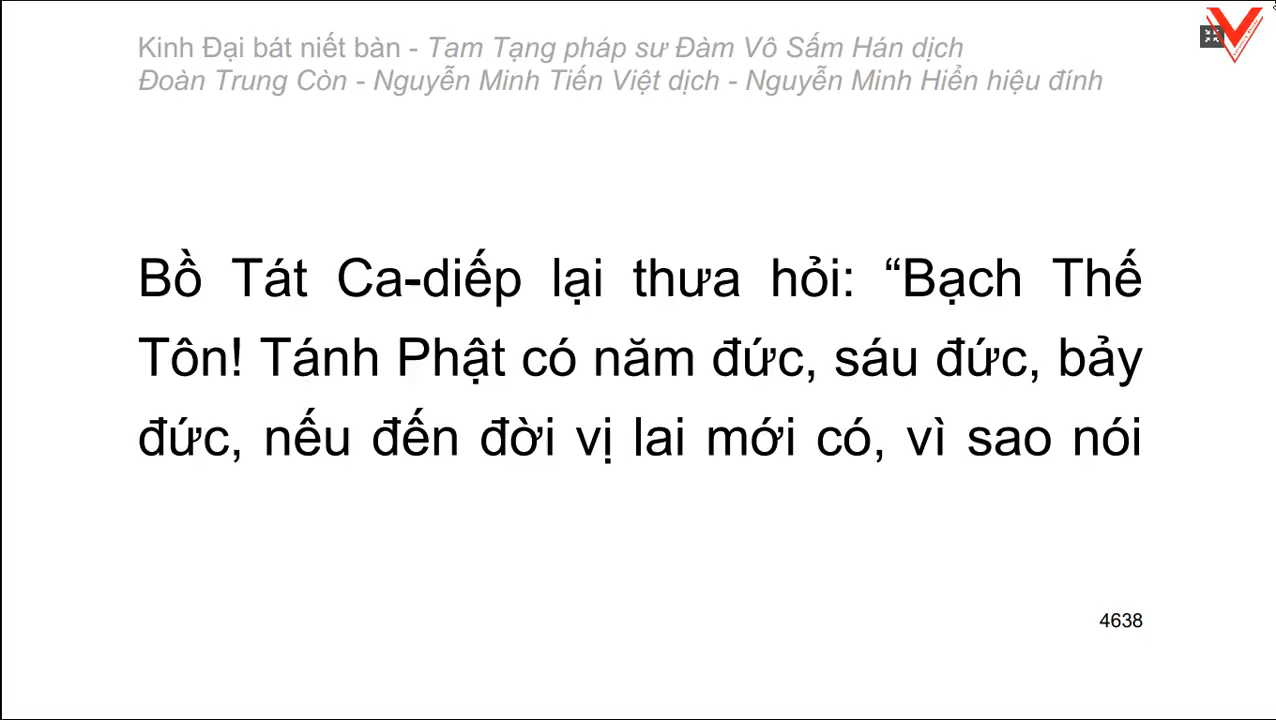 Kinh Đại bát niết bàn - Tam Tạng pháp sư Đàm Vô Sấm Hán dịch
Đoàn Trung Còn - Nguyễn Minh Tiến Việt dịch - Nguyễn Minh Hiển hiệu đính
Bồ Tát Ca-diếp lại thưa hỏi: “Bạch Thế
Tôn! Tánh Phật có năm đức, sáu đức, bảy
đức, nếu đến đời vị lai mới có, vì sao nói
4638